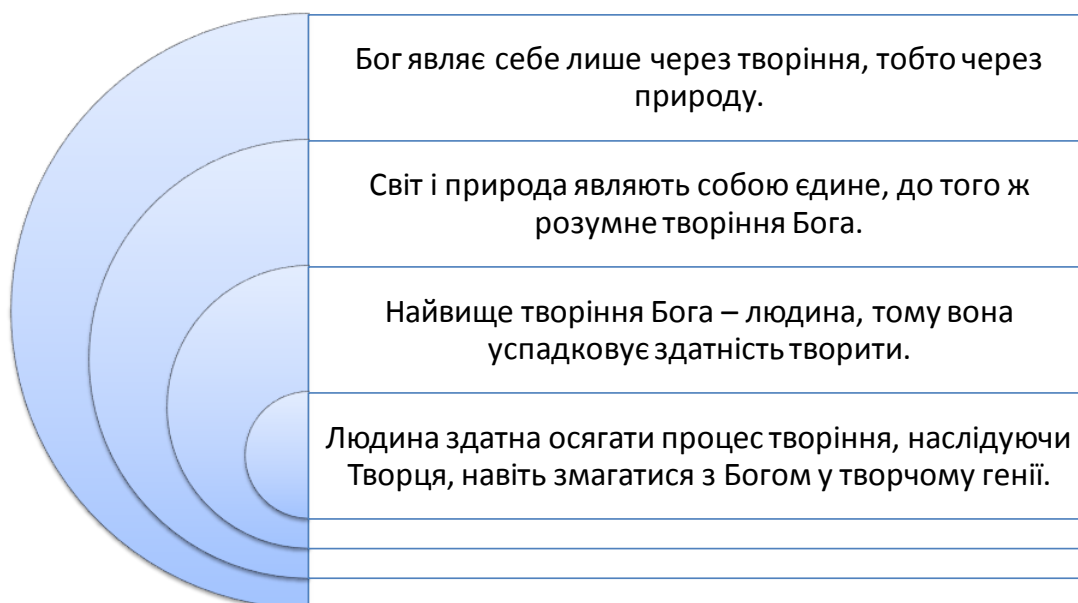 Бог являє себе лише через творіння, тобто через
природу.
Світ і природа являють собою єдине, до того ж
розумне творіння Бога.
Найвище творіння Бога – людина, тому вона
успадковує здатність творити.
Людина здатна осягати процес творіння, наслідуючи
Творця, навіть змагатися з Богом у творчому генії.